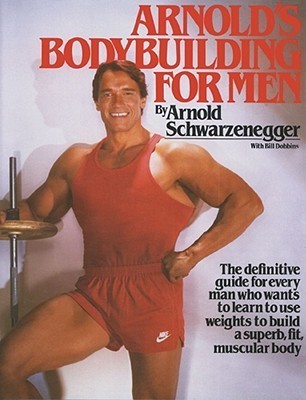 ARNOLD'S
BODYBUILDING
FOR MEN
By Arnold
Schwarzenegger
With Bill Dobbins
The definitive
guide for every
man who wants
to learn to use
weights to build
a superb, fit,
muscular body
NIKE